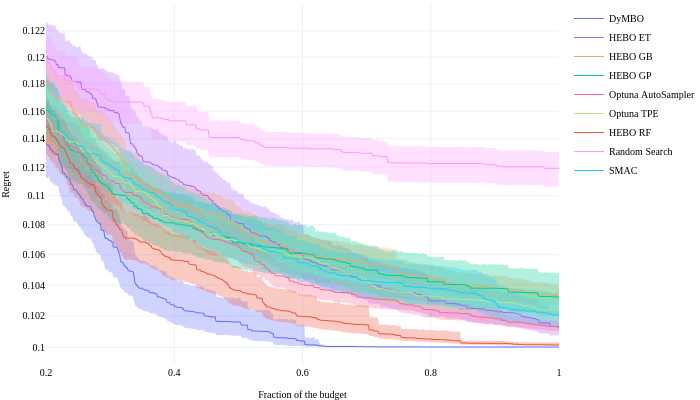 0.122
0.12
0.118
0.116
0.114
0.112
0.11
0.108
0.106
0.104
0.102
0.1
Regret
0.2
0.4
0.6
0.8
1
Fraction of the budget
DyMBO
HEBO ET
HEBO GB
HEBO GP
Optuna AutoSampler
Optuna TPE
HEBO RF
Random Search
SMAC